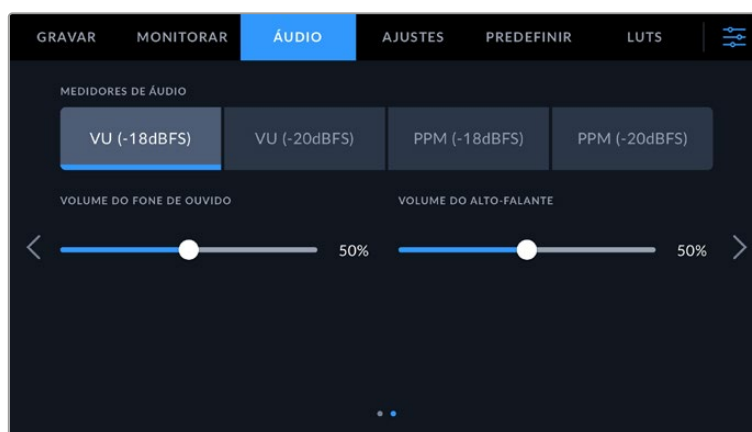 GRAVAR MONITORAR ÁUDIO AJUSTES PREDEFINIR LUTS
MEDIDORES DE ÁUDIO
VU (-18dBFS) VU (-20dBFS) PPM (-18dBFS) PPM (-20dBFS)
VOLUME DO FONE DE OUVIDO VOLUME DO ALTO-FALANTE
50% 50%